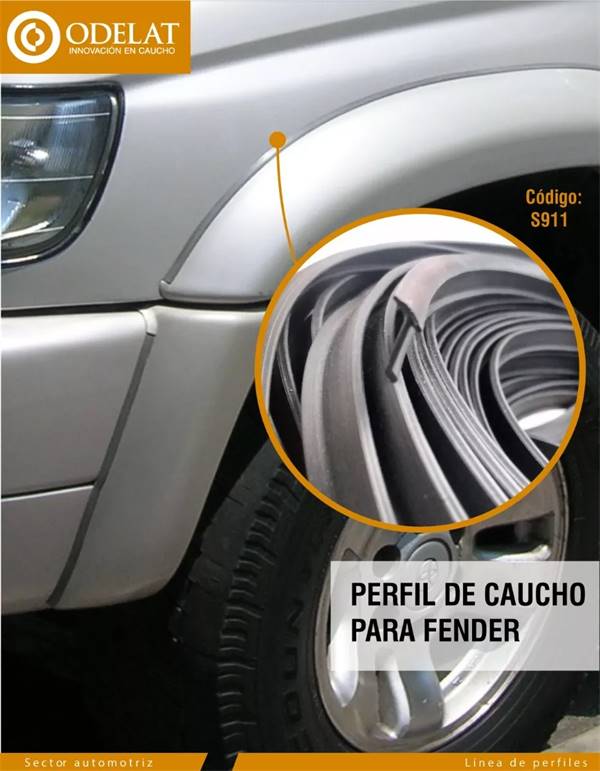 ODELAT
INNOVACIÓN EN CAUCHO
Código:
S911
PERFIL DE CAUCHO
PARA FENDER
Sector automotriz
Línea de perfiles